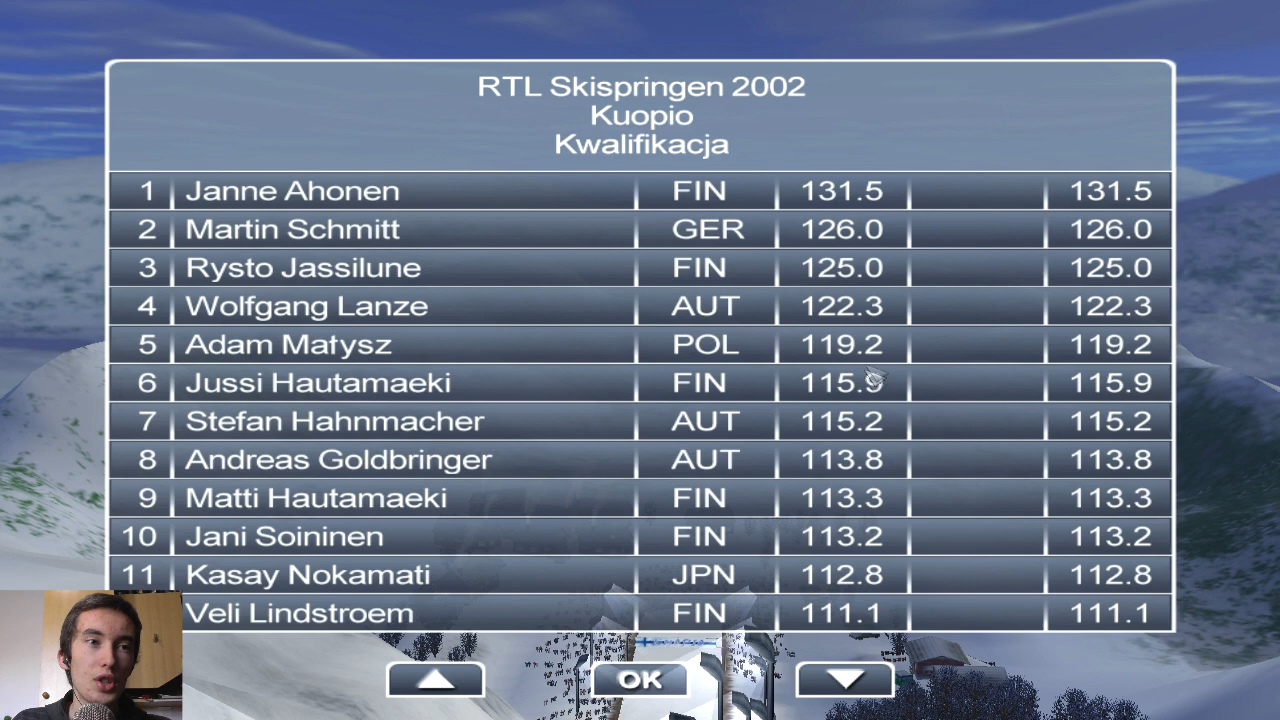 RTL Skispringen 2002
Kuopio
Kwalifikacja
1 Janne Ahonen FIN 131.5 131.5
2 Martin Schmitt GER 126.0 126.0
3 Rysto Jassilune FIN 125.0 125.0
4 Wolfgang Lanze AUT 122.3 122.3
5 Adam Małysz POL 119.2 119.2
6 Jussi Hautamaeki FIN 115.9 115.9
7 Stefan Hahnmacher AUT 115.2 115.2
8 Andreas Goldbringer AUT 113.8 113.8
9 Matti Hautamaeki FIN 113.3 113.3
10 Jani Soininen FIN 113.2 113.2
11 Kasay Nokamati JPN 112.8 112.8
Veli Lindstroem FIN 111.1 111.1
OK